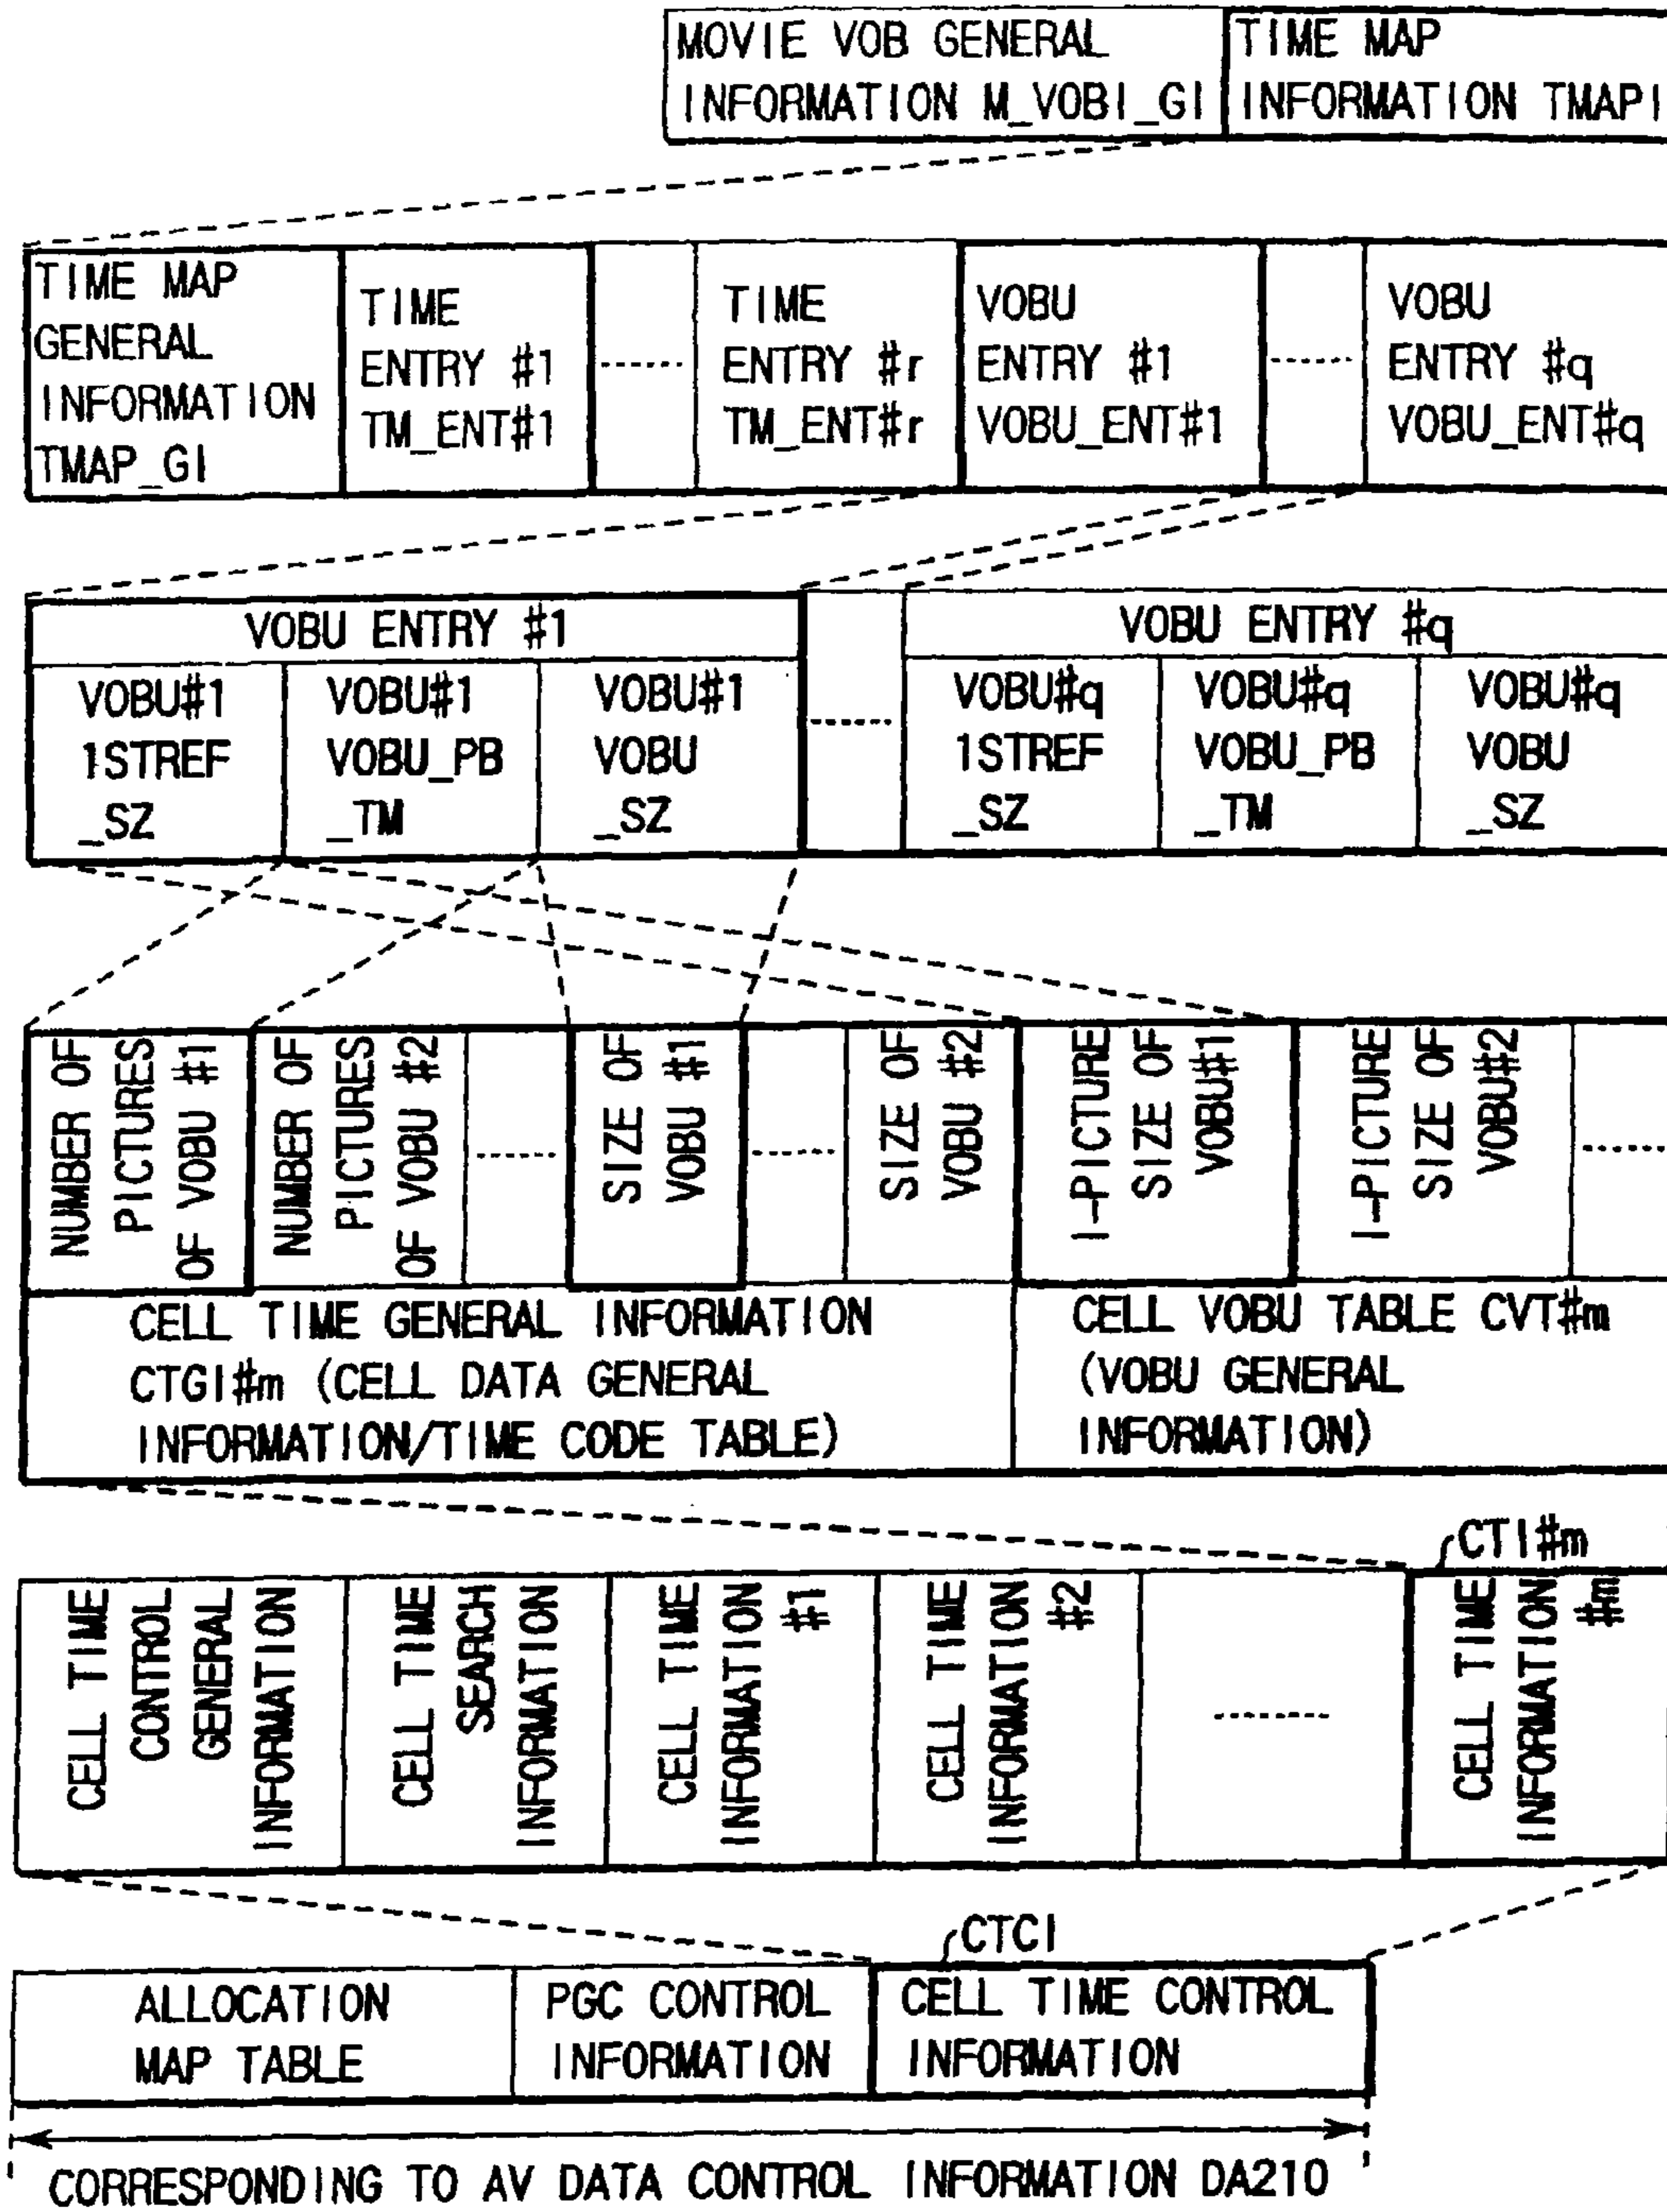 MOVIE VOB GENERAL
INFORMATION M_VOBI_GI
TIME MAP
INFORMATION TMAPI
TIME MAP
GENERAL
INFORMATION
TMAP_GI
TIME
ENTRY #1
TM_ENT#1
TIME
ENTRY #r
TM_ENT#r
VOBU
ENTRY #1
VOBU_ENT#1
VOBU
ENTRY #q
VOBU_ENT#q
VOBU ENTRY #1
VOBU#1
1STREF
_SZ
VOBU#1
VOBU_PB
_TM
VOBU#1
VOBU
_SZ
VOBU ENTRY #q
VOBU#q
1STREF
_SZ
VOBU#q
VOBU_PB
_TM
VOBU#q
VOBU
_SZ
NUMBER OF
PICTURES
OF VOBU #1
NUMBER OF
PICTURES
OF VOBU #2
SIZE OF
VOBU #1
SIZE OF
VOBU #2
I-PICTURE
SIZE OF
VOBU#1
I-PICTURE
SIZE OF
VOBU#2
CELL TIME GENERAL INFORMATION
CTGI#m (CELL DATA GENERAL
INFORMATION/TIME CODE TABLE)
CELL VOBU TABLE CVT#m
(VOBU GENERAL
INFORMATION)
CTI#m
CELL TIME
CONTROL
GENERAL
INFORMATION
CELL TIME
SEARCH
INFORMATION
CELL TIME
INFORMATION
#1
CELL TIME
INFORMATION
#2
CELL TIME
INFORMATION
#m
CTCI
ALLOCATION
MAP TABLE
PGC CONTROL
INFORMATION
CELL TIME CONTROL
INFORMATION
CORRESPONDING TO AV DATA CONTROL INFORMATION DA210